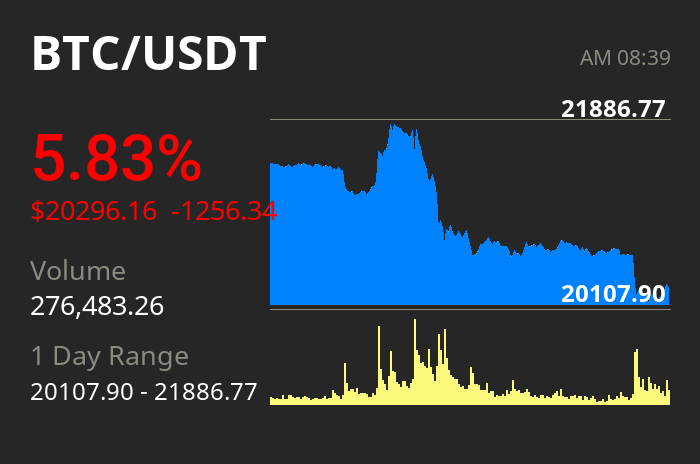 BTC/USDT
AM 08:39
21886.77
5.83%
$20296.16 -1256.34
Volume
276,483.26
20107.90
1 Day Range
20107.90 - 21886.77